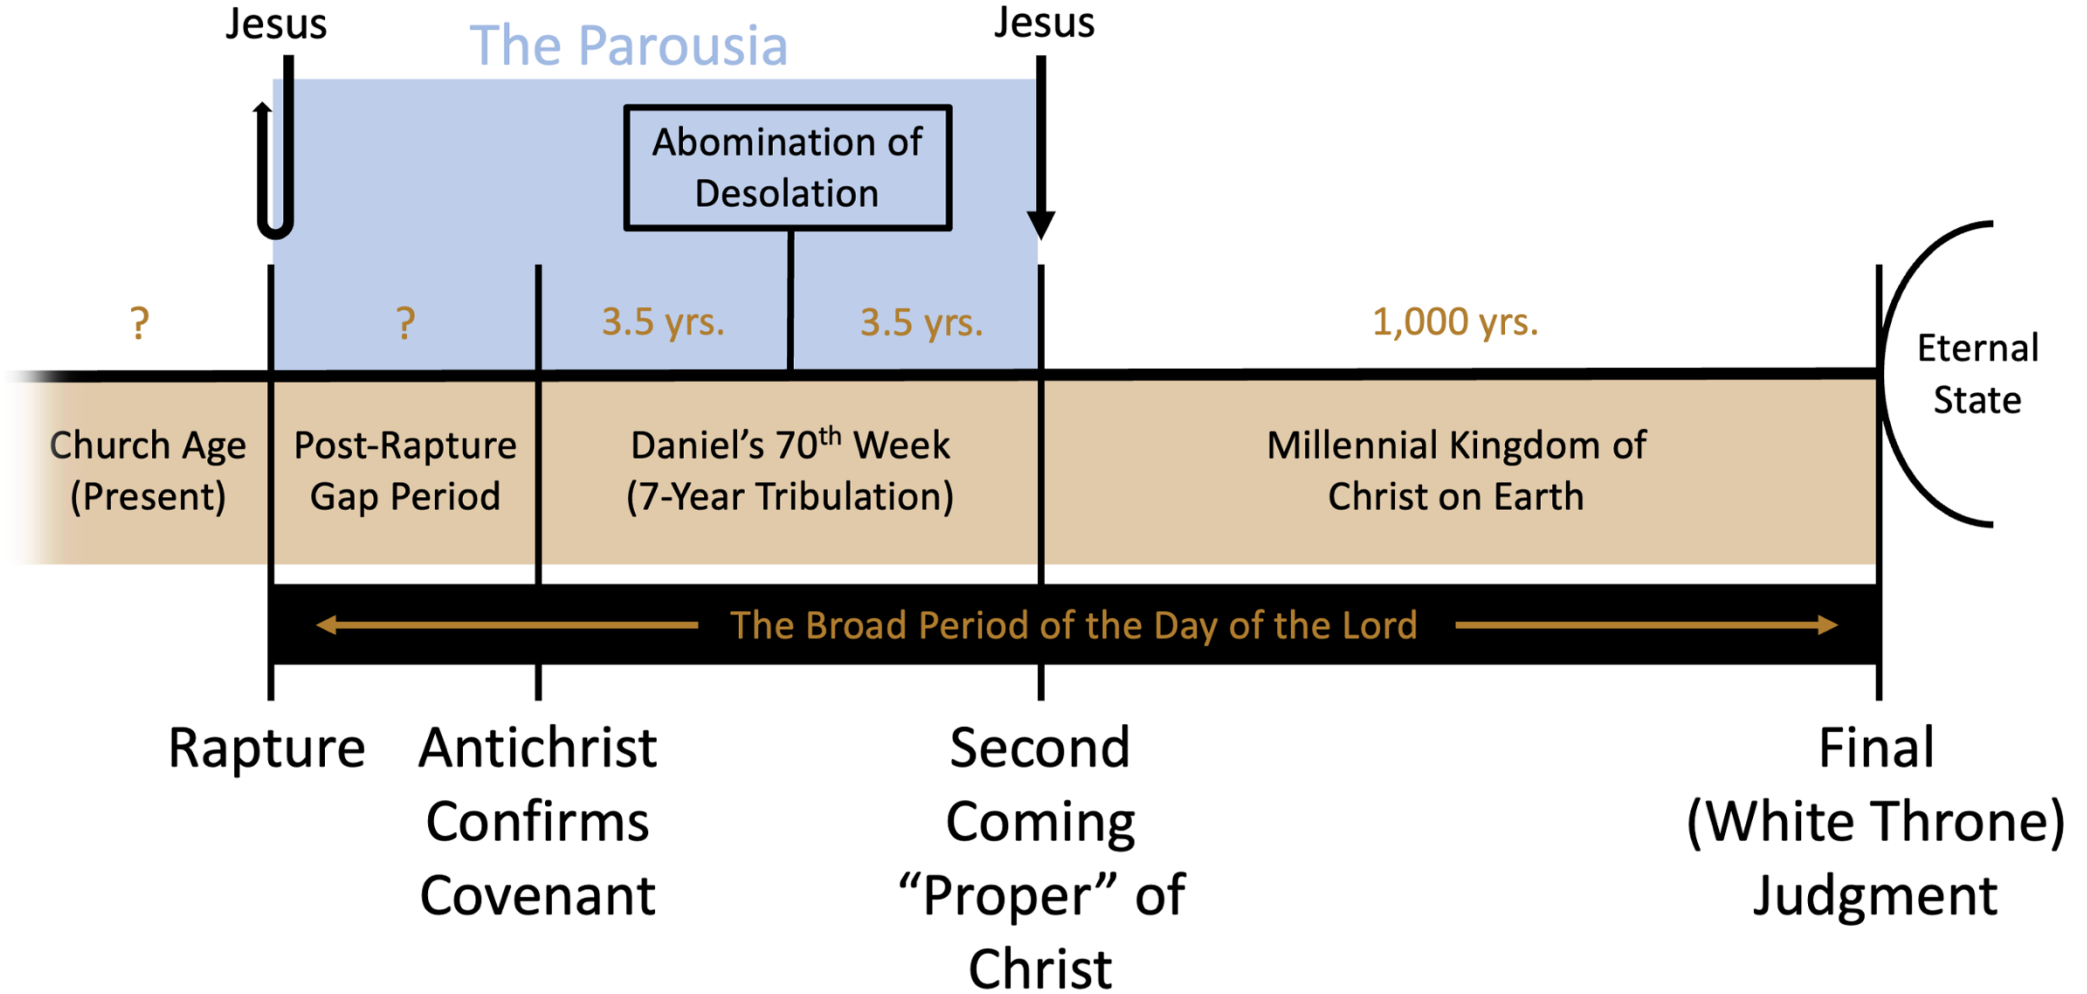 Jesus
The Parousia
Jesus
Abomination of
Desolation
?
?
3.5 yrs.
3.5 yrs.
1,000 yrs.
Eternal
State
Church Age
(Present)
Post-Rapture
Gap Period
Daniel’s 70th Week
(7-Year Tribulation)
Millennial Kingdom of
Christ on Earth
The Broad Period of the Day of the Lord
Rapture
Antichrist
Confirms
Covenant
Second
Coming
“Proper” of
Christ
Final
(White Throne)
Judgment